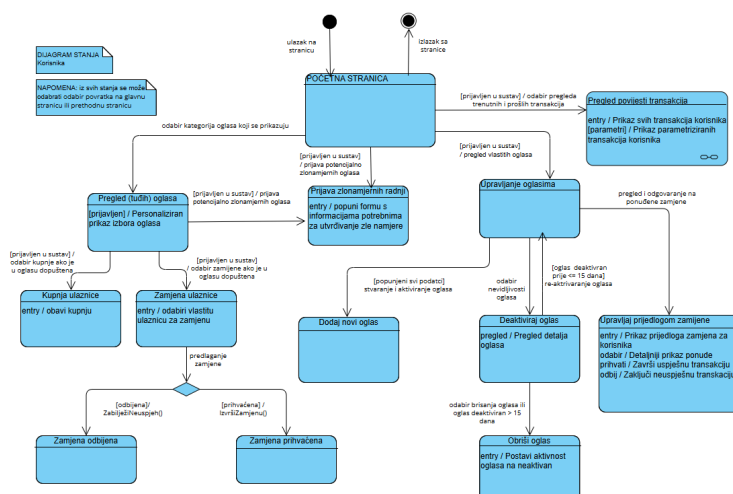 DIJAGRAM STANJA
Korisnika
NAPOMENA: iz svih stanja se može
odabrati odabir povratka na glavnu
stranicu ili prethodnu stranicu
ulazak na
stranicu
izlazak sa
stranice
POČETNA STRANICA
[prijavljen u sustav] / odabir pregleda
trenutnih i prošlih transakcija
Pregled povijesti transakcija
entry / Prikaz svih transakcija korisnika
[parametri] / Prikaz parametriziranih
transakcija korisnika
odabir kategorija oglasa koji se prikazuju
[prijavljen u sustav]
/ prijava potencijalno
zlonamjernih oglasa
[prijavljen u sustav]
/ pregled vlastitih oglasa
Pregled (tuđih) oglasa
[prijavljen] / Personaliziran
prikaz izbora oglasa
[prijavljen u sustav] / prijava
potencijalno zlonamjernih oglasa
Prijava zlonamjernih radnji
entry / popuni formu s
informacijama potrebnima
za utvrđivanje zle namjere
Upravljanje oglasima
pregled i odgovaranje na
ponuđene zamjene
[prijavljen u sustav] /
odabir kupnje ako je
u oglasu dopuštena
[prijavljen u sustav]
/ odabir zamijene ako je u
oglasu dopuštena
[popunjeni svi podatci]
stvaranje i aktiviranje oglasa
odabir
nevidljivosti
oglasa
[oglas deaktivran
prije <= 15 dana]
re-aktrivaranje oglasa
Kupnja ulaznice
entry / obavi kupnju
Zamjena ulaznice
entry / odabiri vlastitu
ulaznicu za zamjenu
Dodaj novi oglas
Deaktiviraj oglas
pregled / Pregled detalja
oglasa
Upravljaj prijedlogom zamijene
entry / Prikaz prijedloga zamjena za
korisnika
odabir / Detaljniji prikaz ponude
prihvati / Završi uspješnu transakciju
odbij / Zaključi neuspješnu transkaciju
predlaganje
zamjene
[odbijena]/
ZabilježiNeuspjeh()
[prihvaćena] /
IzvršiZamjenu()
odabir brisanja oglasa ili
oglas deaktiviran > 15
dana
Zamjena odbijena
Zamjena prihvaćena
Obriši oglas
entry / Postavi aktivnost
oglasa na neaktivan